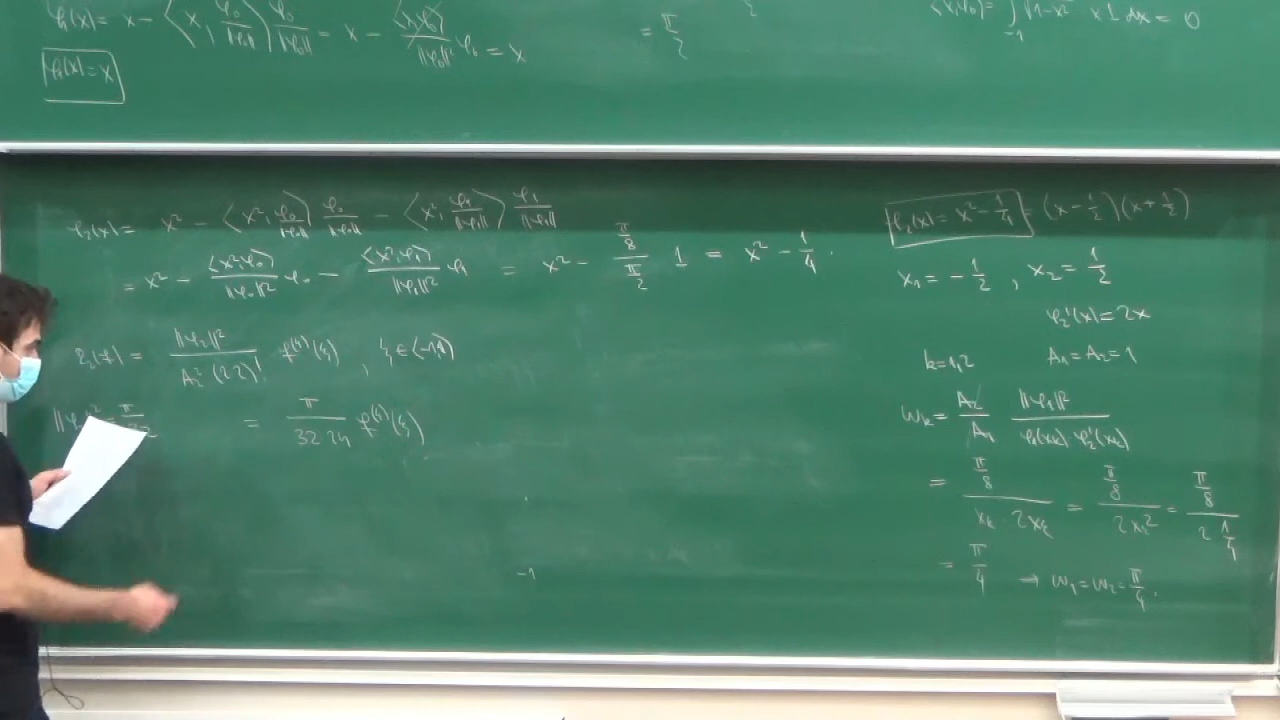 φ₁(x) = x - ⟨x, φ₀/||φ₀||⟩ φ₀/||φ₀|| = x - ⟨x,φ₀⟩/||φ₀||² φ₀ = x
= π/2
⟨x,φ₀⟩ = ∫₋₁ √1-x² x 1 dx = 0
φ₁(x) = x
φ₂(x) = x² - ⟨x², φ₀/||φ₀||⟩ φ₀/||φ₀|| - ⟨x², φ₁/||φ₁||⟩ φ₁/||φ₁||
= x² - ⟨x²,φ₀⟩/||φ₀||² φ₀ - ⟨x²,φ₁⟩/||φ₁||² φ₁ = x² - (π/8)/(π/2) 1 = x² - 1/4.
R₂(f) = ||φ₂||²/(A₂² (2·2)!) f⁽⁴⁾(ξ), ξ ∈ ⟨-1,1⟩
||φ₂||² = π/32 = π/(32·24) f⁽⁴⁾(ξ)
-1
φ₂(x) = x² - 1/4 = (x - 1/2)(x + 1/2)
x₁ = -1/2, x₂ = 1/2
φ₂'(x) = 2x
k = 1,2 A₁ = A₂ = 1
w_k = A₂/A₁ ||φ₁||²/(φ₁(x_k) φ₂'(x_k))
= (π/8)/(x_k · 2x_k) = (π/8)/(2x_k²) = (π/8)/(2 1/4)
= π/4 → w₁ = w₂ = π/4.